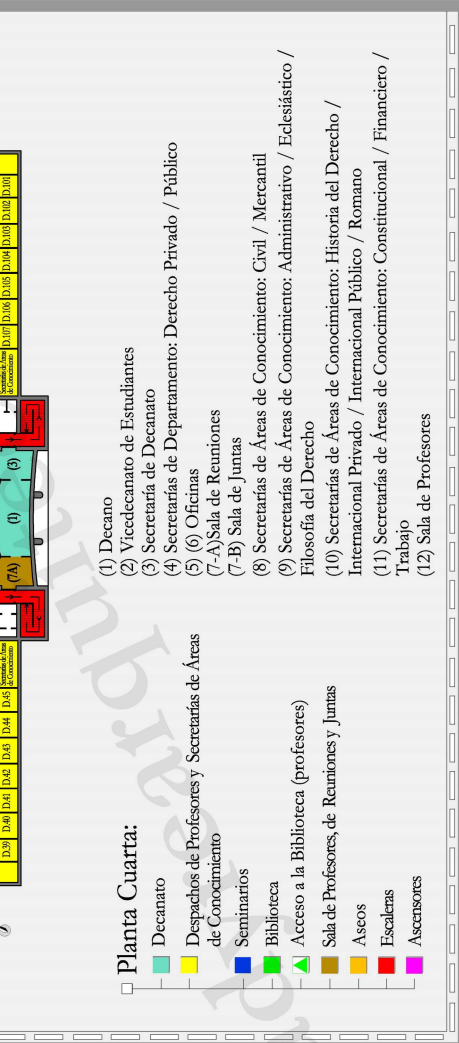 D.39 D.40 D.41 D.42 D.43 D.44 D.45 Secretarías de Áreas
de Conocimiento
(7A) (1) (3)
Secretarías de Áreas
de Conocimiento D.107 D.106 D.105 D.104 D.103 D.102 D.101
Planta Cuarta:
Decanato
Despachos de Profesores y Secretarías de Áreas
de Conocimiento
Seminarios
Biblioteca
Acceso a la Biblioteca (profesores)
Sala de Profesores, de Reuniones y Juntas
Aseos
Escaleras
Ascensores
(1) Decano
(2) Vicedecanato de Estudiantes
(3) Secretaría de Decanato
(4) Secretarías de Departamento: Derecho Privado / Público
(5) (6) Oficinas
(7-A)Sala de Reuniones
(7-B) Sala de Juntas
(8) Secretarías de Áreas de Conocimiento: Civil / Mercantil
(9) Secretarías de Áreas de Conocimiento: Administrativo / Eclesiástico /
Filosofía del Derecho
(10) Secretarías de Áreas de Conocimiento: Historia del Derecho /
Internacional Privado / Internacional Público / Romano
(11) Secretarías de Áreas de Conocimiento: Constitucional / Financiero /
Trabajo
(12) Sala de Profesores